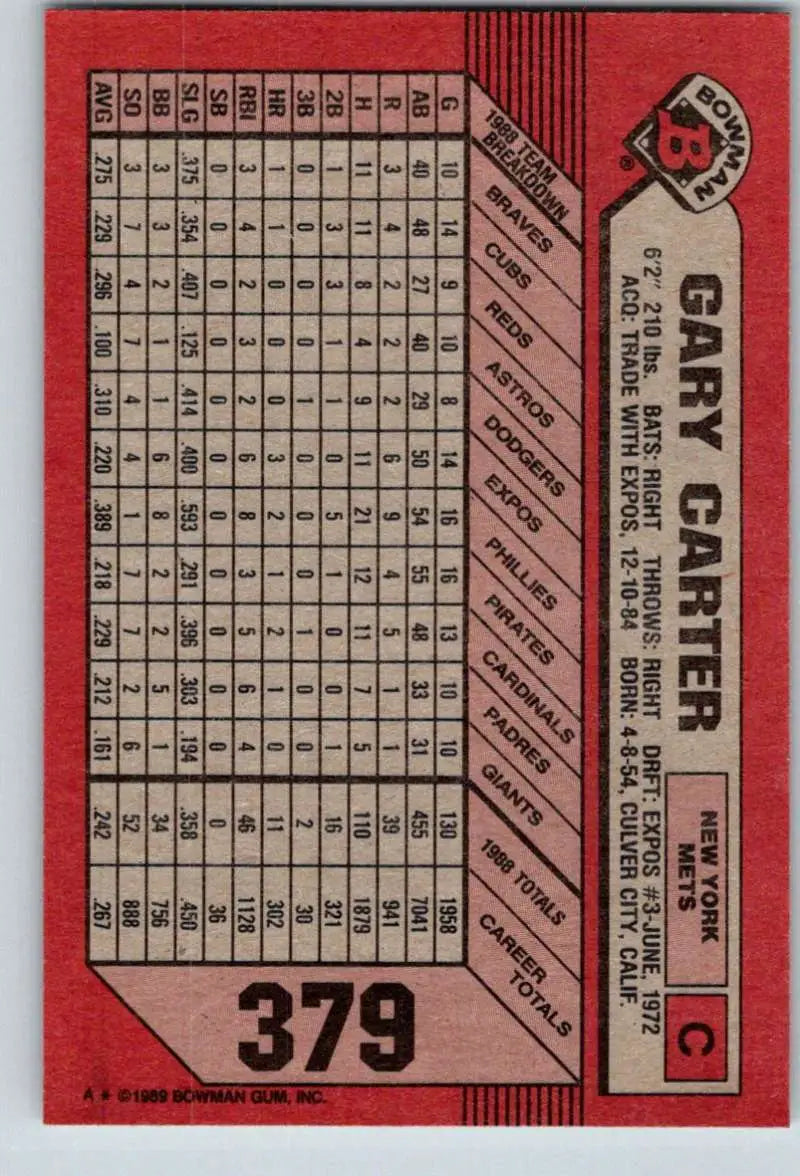 BOWMAN
B
®
GARY CARTER
NEW YORK
METS
C
6'2" 210 lbs. BATS: RIGHT THROWS: RIGHT DRFT: EXPOS #3-JUNE, 1972
ACQ: TRADE WITH EXPOS, 12-10-84 BORN: 4-8-54, CULVER CITY, CALIF.
1988 TEAM BREAKDOWN BRAVES CUBS REDS ASTROS DODGERS EXPOS PHILLIES PIRATES CARDINALS PADRES GIANTS 1988 TOTALS CAREER TOTALS
G 10 14 9 10 8 14 16 16 13 10 10 130 1958
AB 40 48 27 40 29 50 54 55 48 33 31 455 7041
R 3 4 2 2 2 6 9 4 5 1 1 39 941
H 11 11 8 4 9 11 21 12 11 7 5 110 1879
2B 1 3 3 1 1 0 5 1 0 0 1 16 321
3B 0 0 0 0 1 0 0 0 1 0 0 2 30
HR 1 1 0 0 0 3 2 1 2 1 0 11 302
RBI 3 4 2 3 2 6 8 3 5 6 4 46 1128
SB 0 0 0 0 0 0 0 0 0 0 0 0 36
SLG .375 .354 .407 .125 .414 .400 .593 .291 .396 .303 .194 .358 .450
BB 3 3 2 1 1 6 8 2 2 5 1 34 756
SO 3 7 4 7 4 4 1 7 7 2 6 52 888
AVG .275 .229 .296 .100 .310 .220 .389 .218 .229 .212 .161 .242 .267
379
A * ©1989 BOWMAN GUM, INC.